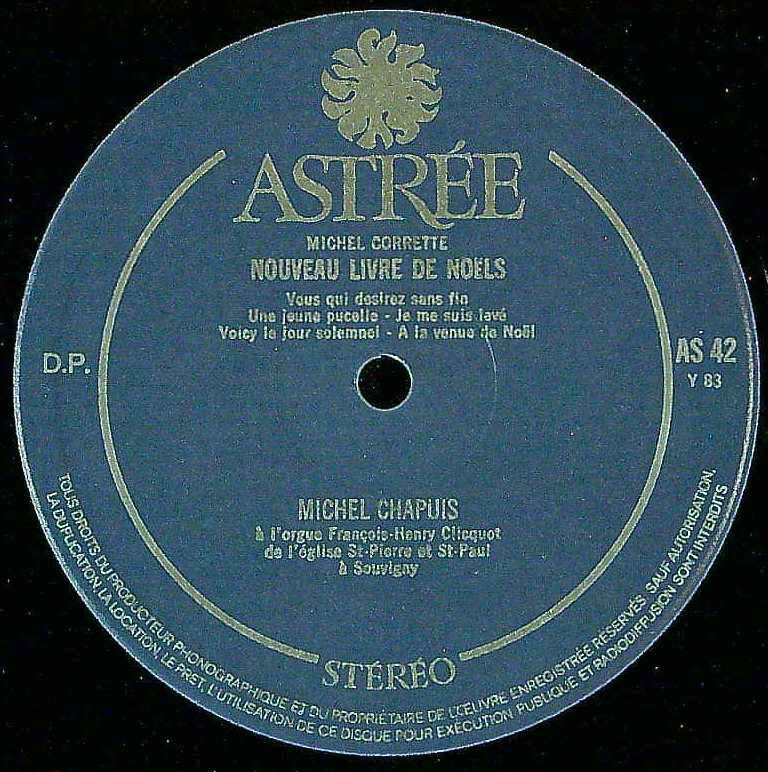 ASTRÉE
MICHEL CORRETTE
NOUVEAU LIVRE DE NOELS
Vous qui desirez sans fin
Une jeune pucelle - Je me suis levé
Voicy le jour solemnel - A la venue de Noël
D.P.
AS 42
Y 83
MICHEL CHAPUIS
à l'orgue François-Henry Clicquot
de l'église St-Pierre et St-Paul
à Souvigny
STÉRÉO
TOUS DROITS DU PRODUCTEUR PHONOGRAPHIQUE ET DU PROPRIÉTAIRE DE L'ŒUVRE ENREGISTRÉE RÉSERVÉS. SAUF AUTORISATION,
LA DUPLICATION, LA LOCATION, LE PRÊT, L'UTILISATION DE CE DISQUE POUR EXÉCUTION PUBLIQUE ET RADIODIFFUSION SONT INTERDITS